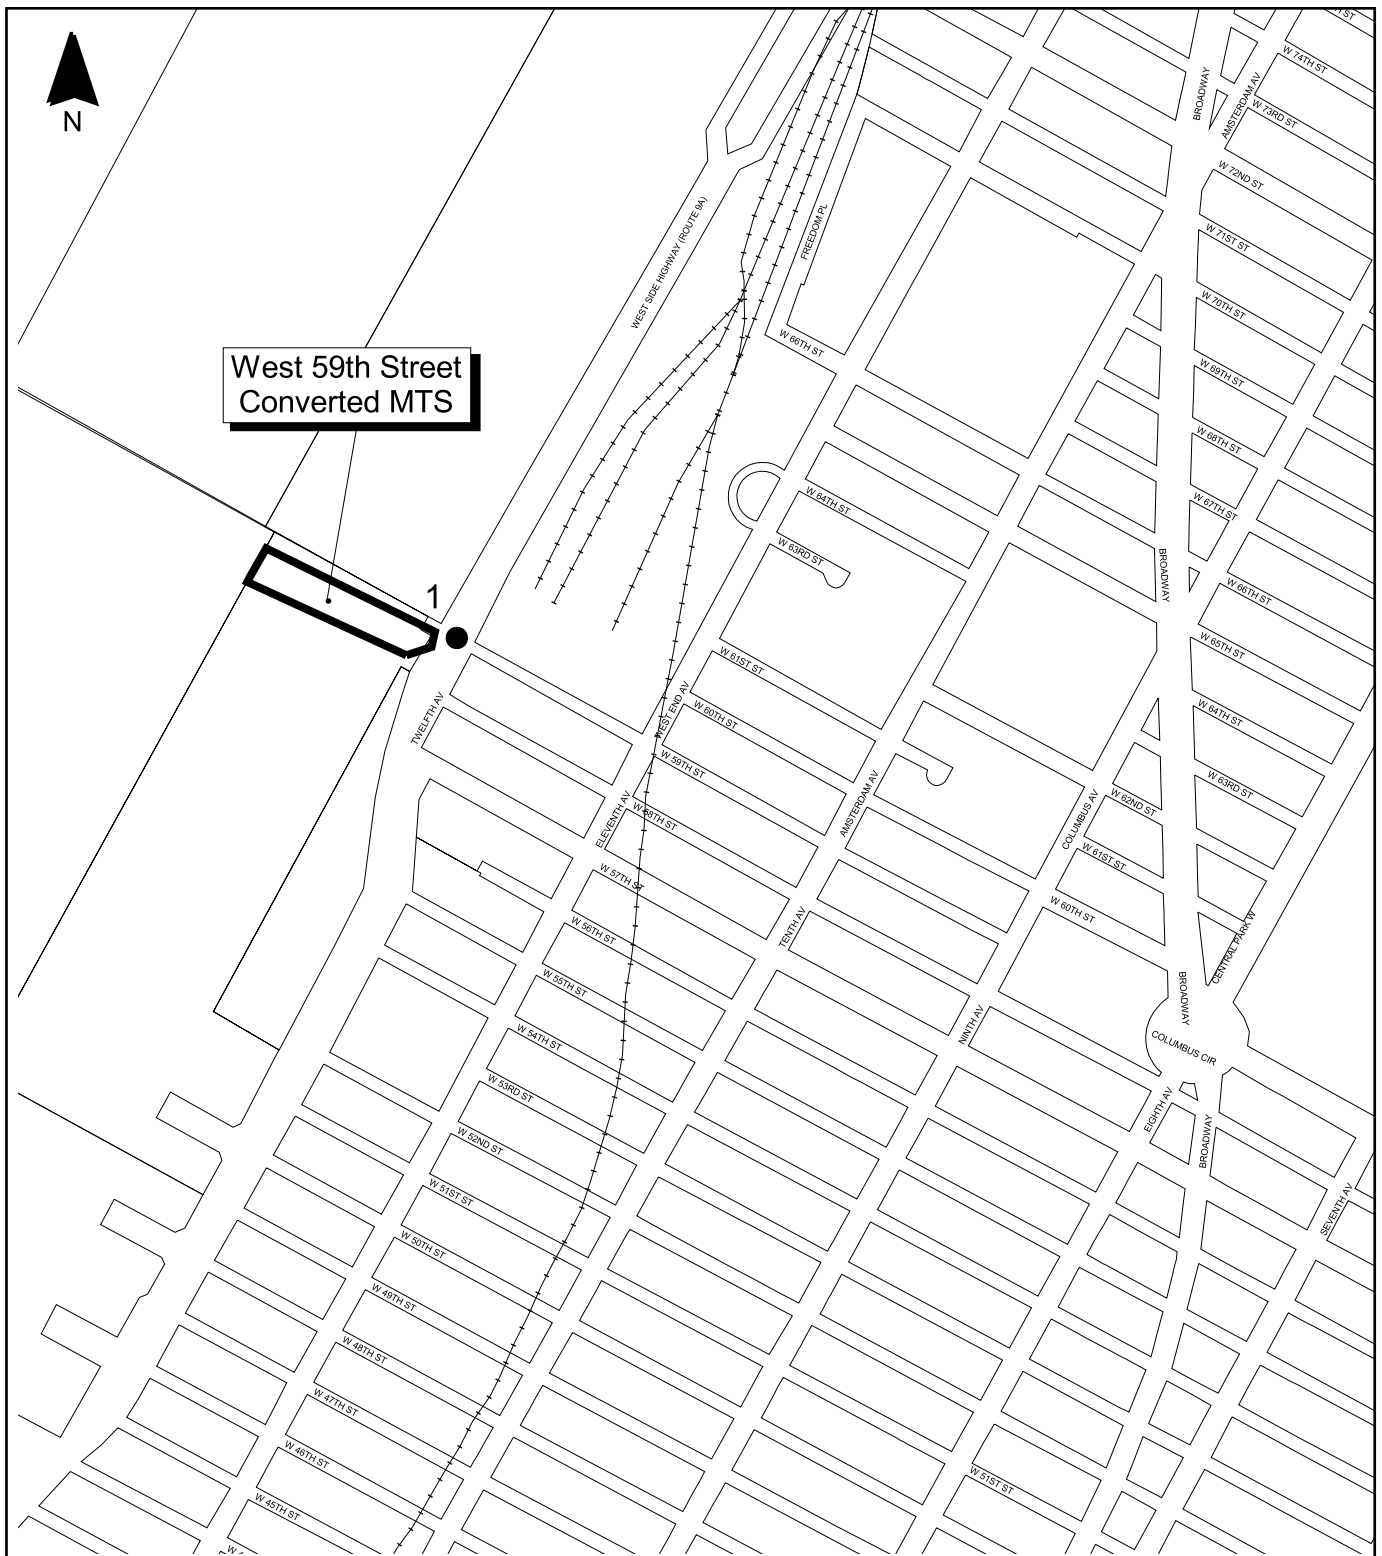 N
West 59th Street
Converted MTS
1
WEST SIDE HIGHWAY (ROUTE 9A)
FREEDOM PL
BROADWAY
AMSTERDAM AV
W 74TH ST
W 73RD ST
W 72ND ST
W 71ST ST
W 70TH ST
W 69TH ST
W 68TH ST
W 67TH ST
W 66TH ST
W 65TH ST
W 64TH ST
W 63RD ST
W 66TH ST
W 64TH ST
W 63RD ST
BROADWAY
W 61ST ST
W 60TH ST
WEST END AV
W 59TH ST
W 58TH ST
TWELFTH AV
ELEVENTH AV
AMSTERDAM AV
COLUMBUS AV
W 62ND ST
W 61ST ST
W 60TH ST
CENTRAL PARK W
BROADWAY
COLUMBUS CIR
W 57TH ST
W 56TH ST
W 55TH ST
W 54TH ST
W 53RD ST
W 52ND ST
W 51ST ST
W 50TH ST
W 49TH ST
W 48TH ST
W 47TH ST
W 46TH ST
W 45TH ST
TENTH AV
NINTH AV
EIGHTH AV
BROADWAY
SEVENTH AV
W 51ST ST